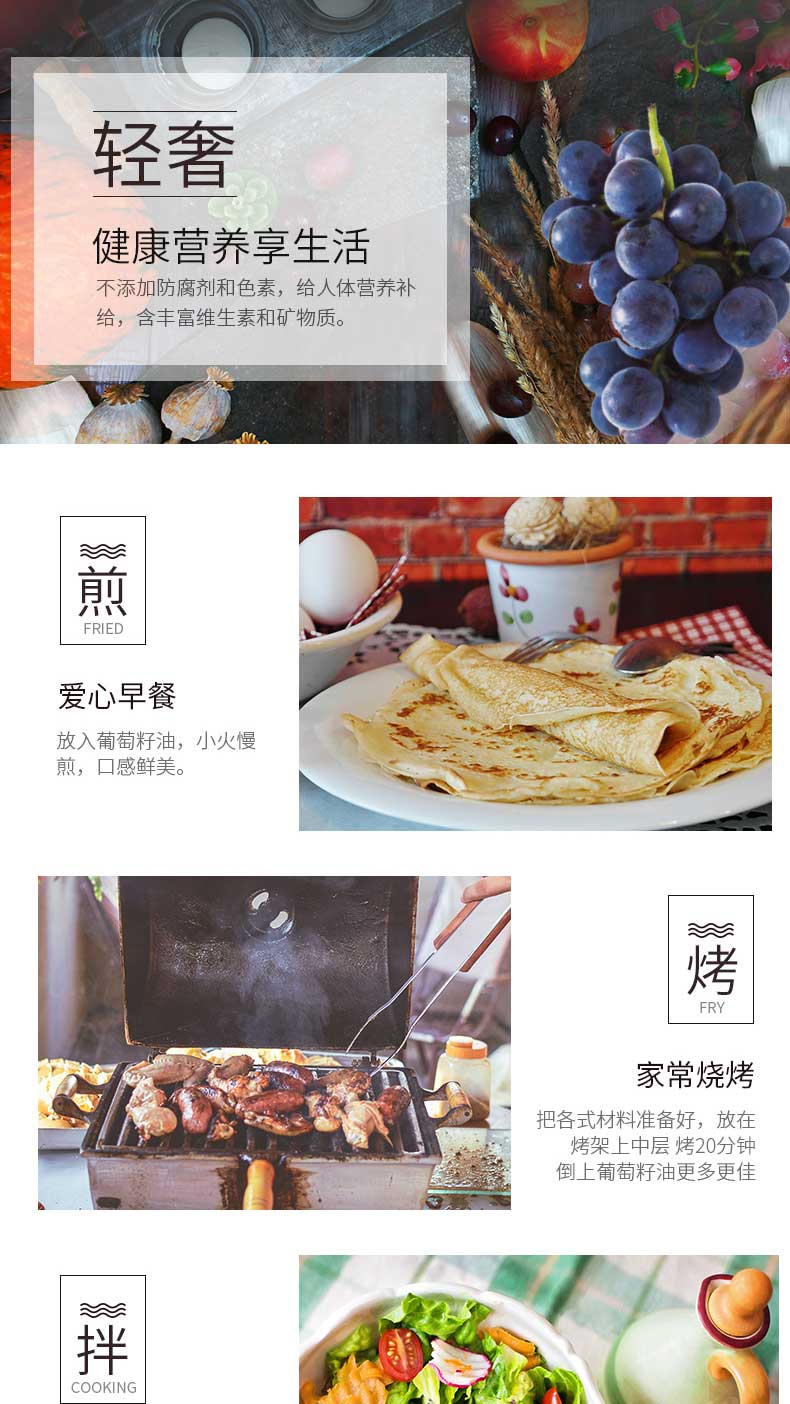 轻奢
健康营养享生活
不添加防腐剂和色素，给人体营养补
给，含丰富维生素和矿物质。
煎
FRIED
爱心早餐
放入葡萄籽油，小火慢
煎，口感鲜美。
烤
FRY
家常烧烤
把各式材料准备好，放在
烤架上中层 烤20分钟
倒上葡萄籽油更多更佳
拌
COOKING